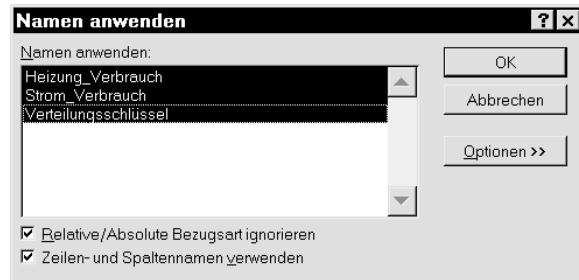 Namen anwenden
Namen anwenden:
Heizung_Verbrauch
Strom_Verbrauch
Verteilungsschlüssel
OK
Abbrechen
Optionen >>
Relative/Absolute Bezugsart ignorieren
Zeilen- und Spaltennamen verwenden